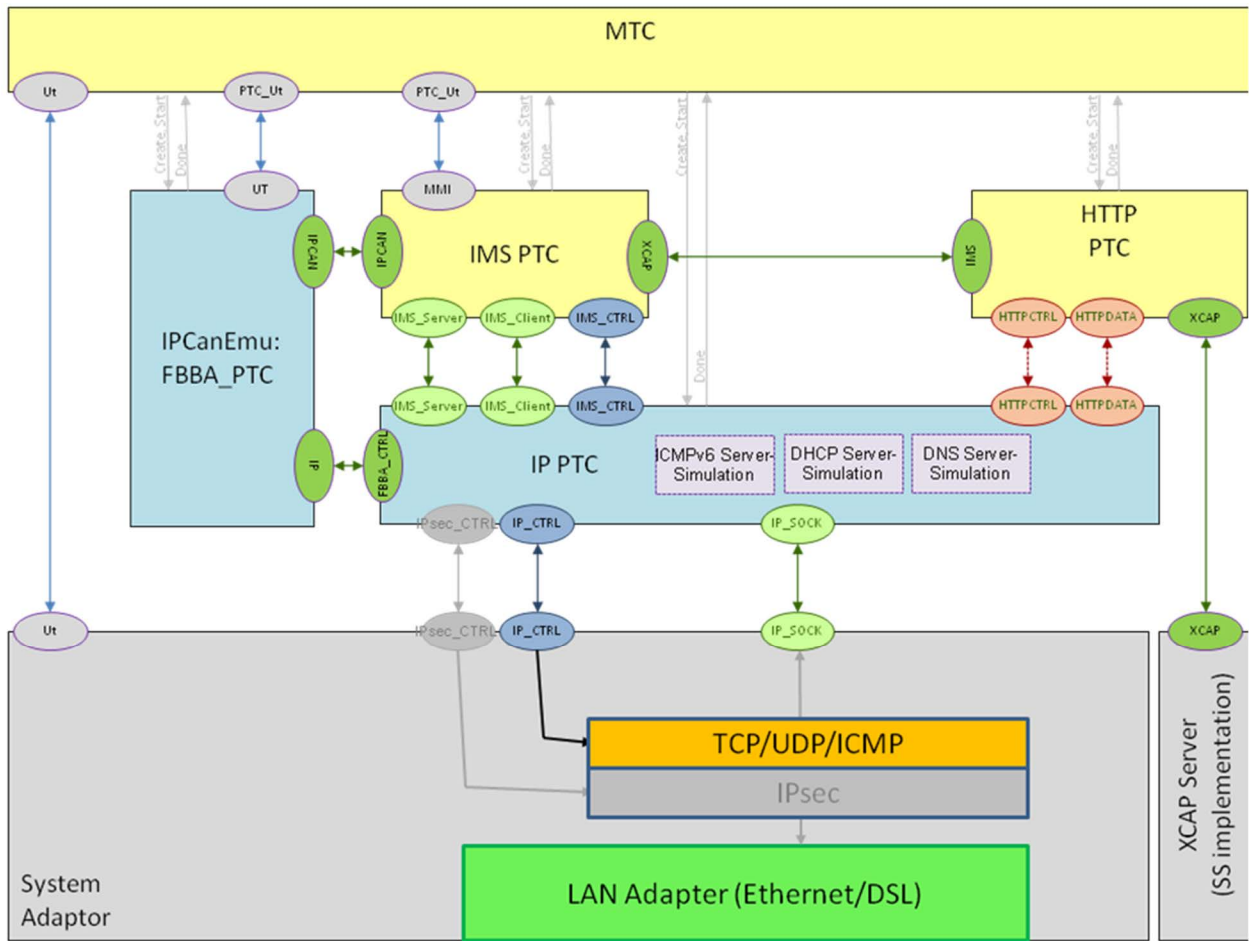 MTC
Ut
PTC_Ut
PTC_Ut
Create_Start
Done
Create_Start
Done
Create_Start
Done
Create_Start
Done
UT
MMI
IPCAN
IPCAN
IMS PTC
XCAP
SMI
HTTP
PTC
IMS_Server
IMS_Client
IMS_CTRL
HTTPCTRL
HTTPDATA
XCAP
IPCanEmu:
FBBA_PTC
IMS_Server
IMS_Client
IMS_CTRL
HTTPCTRL
HTTPDATA
IP
FBBA_CTRL
IP PTC
ICMPv6 Server-
Simulation
DHCP Server-
Simulation
DNS Server-
Simulation
IPsec_CTRL
IP_CTRL
IP_SOCK
Ut
IPsec_CTRL
IP_CTRL
IP_SOCK
XCAP
TCP/UDP/ICMP
IPsec
LAN Adapter (Ethernet/DSL)
System
Adaptor
XCAP Server
(SS implementation)